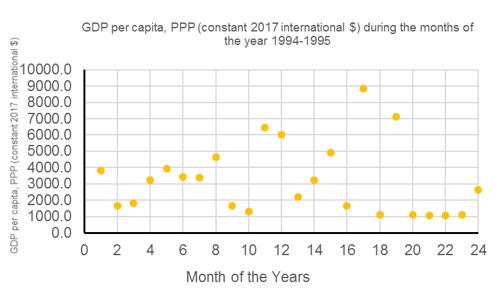 GDP per capita, PPP (constant 2017 international $) during the months of
the year 1994-1995
GDP per capita, PPP (constant 2017 international $)
10000.0
9000.0
8000.0
7000.0
6000.0
5000.0
4000.0
3000.0
2000.0
1000.0
0.0
0 2 4 6 8 10 12 14 16 18 20 22 24
Month of the Years